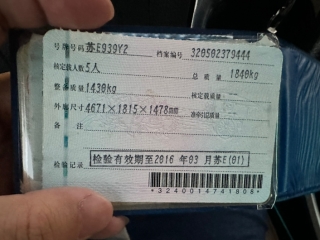 号牌号码 苏E939Y2 档案编号 320502379444
核定载人数 5人 总质量 1840kg
整备质量 1430kg 核定载质量 --
外廓尺寸 4671×1815×1478mm 准牵引总质量 --
备注
检验记录 检验有效期至2016年03月苏E(01)
*3240014741808*